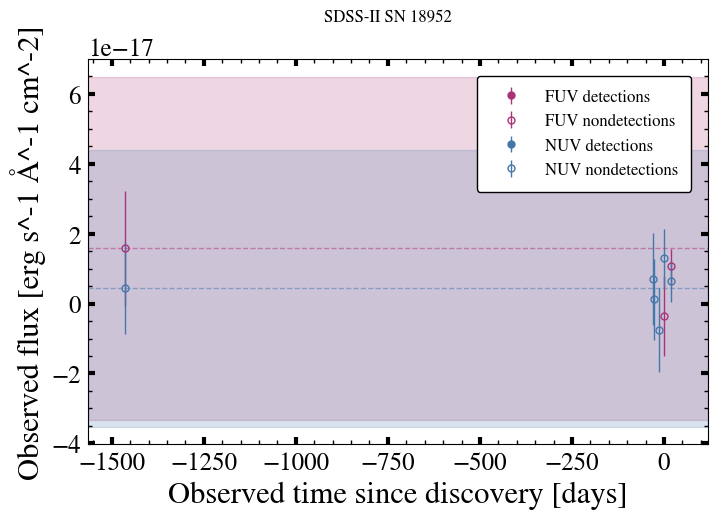 SDSS-II SN 18952
1e−17
Observed flux [erg s^-1 Å^-1 cm^-2]
6
4
2
0
−2
−4
FUV detections
FUV nondetections
NUV detections
NUV nondetections
−1500 −1250 −1000 −750 −500 −250 0
Observed time since discovery [days]